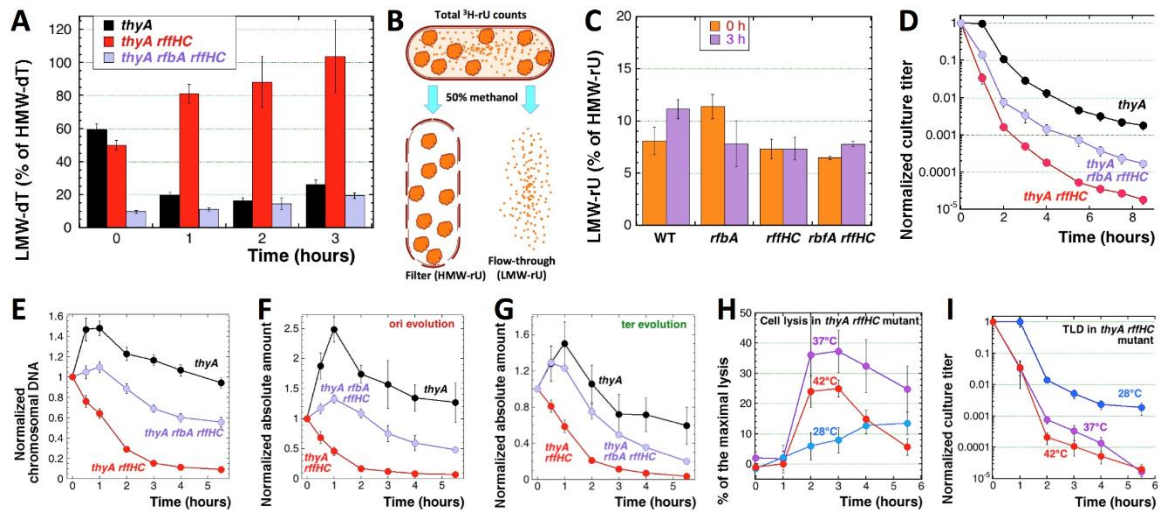 A
LMW-dT (% of HMW-dT)
120
100
80
60
40
20
0
thyA
thyA rffHC
thyA rfbA rffHC
0 1 2 3
Time (hours)
B
Total ³H-rU counts
50% methanol
Filter (HMW-rU)
Flow-through
(LMW-rU)
C
LMW-rU (% of HMW-rU)
20
15
10
5
0
0 h
3 h
WT rfbA rffHC rbfA rffHC
D
Normalized culture titer
1
0.1
0.01
0.001
0.0001
10⁻⁵
thyA
thyA
rfbA rffHC
thyA rffHC
0 2 4 6 8
Time (hours)
E
Normalized
chromosomal DNA
1.6
1.4
1.2
1
0.8
0.6
0.4
0.2
0
thyA
thyA rfbA rffHC
thyA rffHC
0 1 2 3 4 5
Time (hours)
F
Normalized absolute amount
ori evolution
2.5
2
1.5
1
0.5
0
thyA
thyA rfbA
rffHC
thyA
rffHC
0 1 2 3 4 5
Time (hours)
G
Normalized absolute amount
ter evolution
2
1.6
1.2
0.8
0.4
0
thyA
thyA
rffHC
thyA
rfbA rffHC
0 1 2 3 4 5
Time (hours)
H
% of the maximal lysis
Cell lysis in thyA rffHC mutant
50
40
30
20
10
0
37°C
42°C
28°C
0 1 2 3 4 5 6
Time (hours)
I
Normalized culture titer
TLD in thyA rffHC
mutant
1
0.1
0.01
0.001
0.0001
10⁻⁵
28°C
37°C
42°C
0 1 2 3 4 5 6
Time (hours)